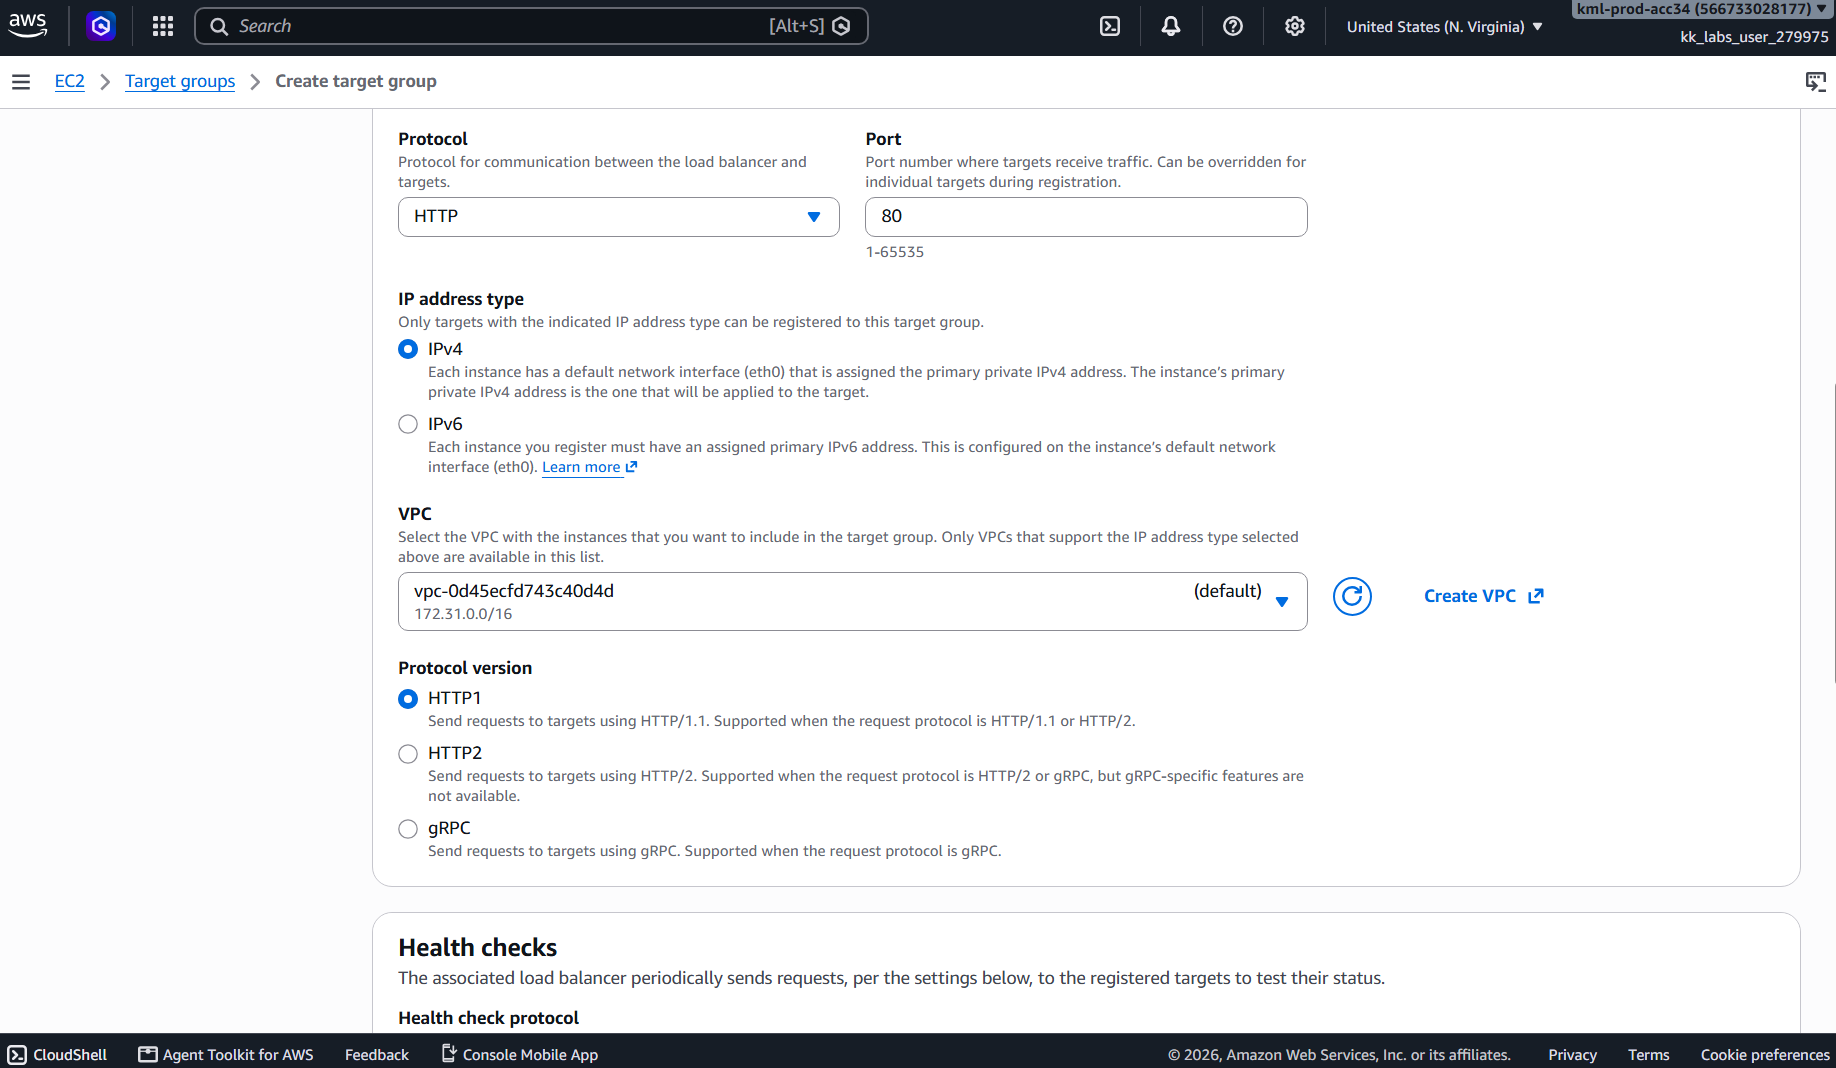 aws
Search
[Alt+S]
United States (N. Virginia)
kml-prod-acc34 (566733028177)
kk_labs_user_279975
EC2
Target groups
Create target group
Protocol
Protocol for communication between the load balancer and
targets.
HTTP
Port
Port number where targets receive traffic. Can be overridden for
individual targets during registration.
80
1-65535
IP address type
Only targets with the indicated IP address type can be registered to this target group.
IPv4
Each instance has a default network interface (eth0) that is assigned the primary private IPv4 address. The instance's primary
private IPv4 address is the one that will be applied to the target.
IPv6
Each instance you register must have an assigned primary IPv6 address. This is configured on the instance's default network
interface (eth0). Learn more
VPC
Select the VPC with the instances that you want to include in the target group. Only VPCs that support the IP address type selected
above are available in this list.
vpc-0d45ecfd743c40d4d (default)
172.31.0.0/16
Create VPC
Protocol version
HTTP1
Send requests to targets using HTTP/1.1. Supported when the request protocol is HTTP/1.1 or HTTP/2.
HTTP2
Send requests to targets using HTTP/2. Supported when the request protocol is HTTP/2 or gRPC, but gRPC-specific features are
not available.
gRPC
Send requests to targets using gRPC. Supported when the request protocol is gRPC.
Health checks
The associated load balancer periodically sends requests, per the settings below, to the registered targets to test their status.
Health check protocol
CloudShell
Agent Toolkit for AWS
Feedback
Console Mobile App
© 2026, Amazon Web Services, Inc. or its affiliates.
Privacy
Terms
Cookie preferences